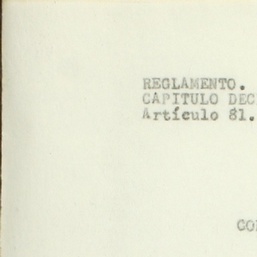 REGLAMENTO.
CAPITULO DEC
Artículo 81.
CO